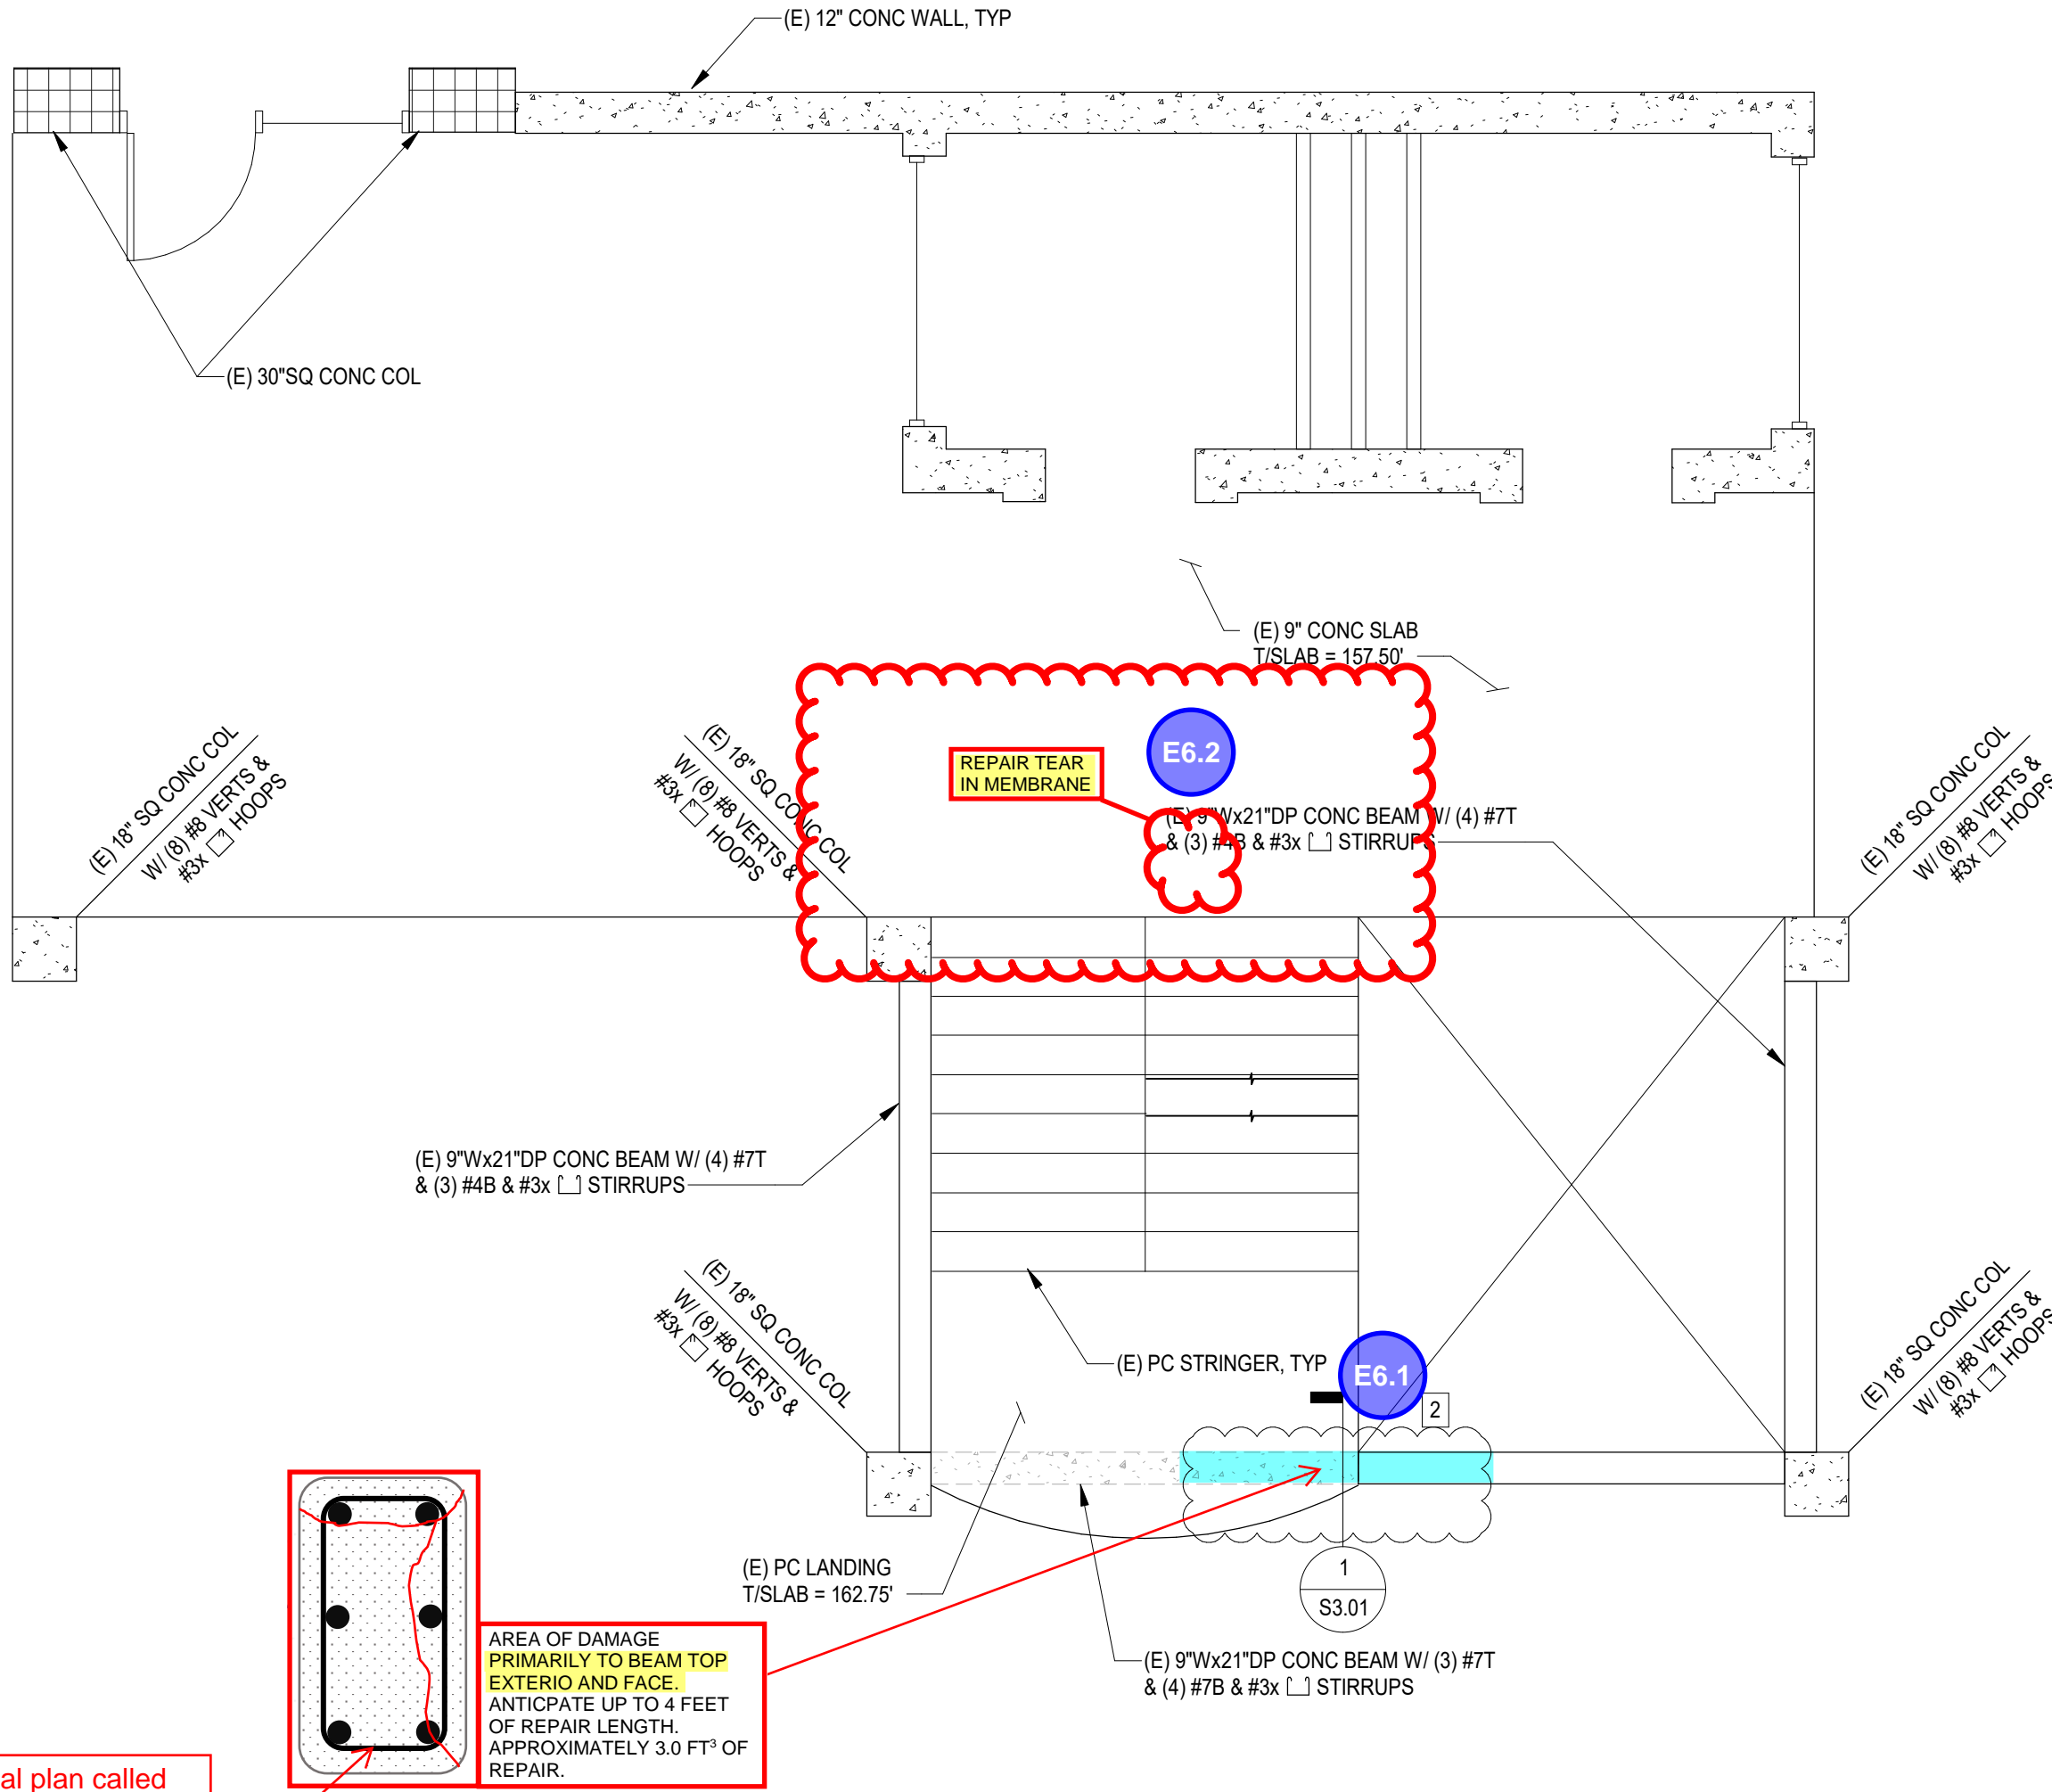 (E) 12" CONC WALL, TYP
(E) 30"SQ CONC COL
(E) 9" CONC SLAB
T/SLAB = 157.50'
(E) 18" SQ CONC COL
W/ (8) #8 VERTS &
#3x HOOPS
(E) 18" SQ CONC COL
W/ (8) #8 VERTS &
#3x HOOPS
E6.2
REPAIR TEAR
IN MEMBRANE
(E) 9"Wx21"DP CONC BEAM W/ (4) #7T
& (3) #4B & #3x STIRRUPS
(E) 18" SQ CONC COL
W/ (8) #8 VERTS &
#3x HOOPS
(E) 9"Wx21"DP CONC BEAM W/ (4) #7T
& (3) #4B & #3x STIRRUPS
(E) 18" SQ CONC COL
W/ (8) #8 VERTS &
#3x HOOPS
(E) PC STRINGER, TYP
E6.1
2
(E) 18" SQ CONC COL
W/ (8) #8 VERTS &
#3x HOOPS
(E) PC LANDING
T/SLAB = 162.75'
1
S3.01
AREA OF DAMAGE
PRIMARILY TO BEAM TOP
EXTERIO AND FACE.
ANTICPATE UP TO 4 FEET
OF REPAIR LENGTH.
APPROXIMATELY 3.0 FT³ OF
REPAIR.
(E) 9"Wx21"DP CONC BEAM W/ (3) #7T
& (4) #7B & #3x STIRRUPS
al plan called